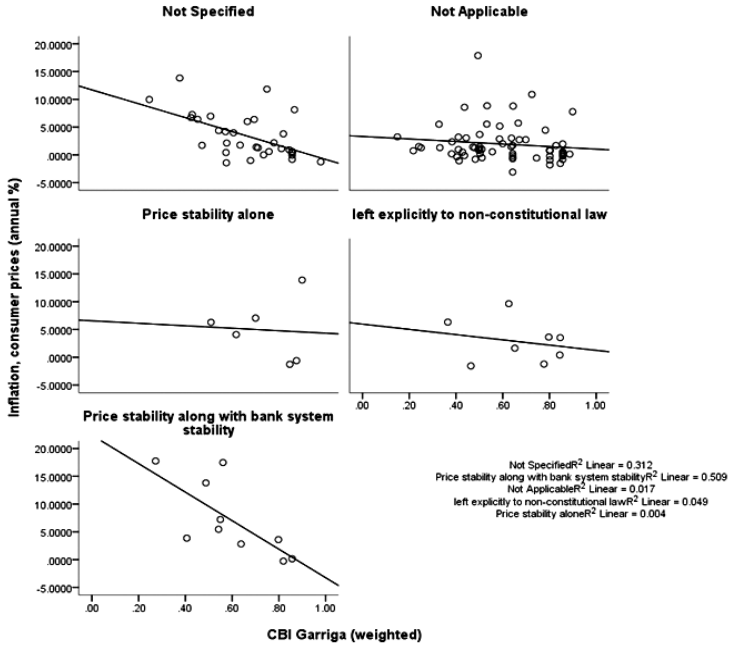 Not Specified
Not Applicable
20.0000
15.0000
10.0000
5.0000
.0000
-5.0000
Price stability alone
left explicitly to non-constitutional law
20.0000
15.0000
10.0000
5.0000
.0000
-5.0000
.00 .20 .40 .60 .80 1.00
Price stability along with bank system
stability
20.0000
15.0000
10.0000
5.0000
.0000
-5.0000
.00 .20 .40 .60 .80 1.00
Inflation, consumer prices (annual %)
CBI Garriga (weighted)
Not SpecifiedR2 Linear = 0.312
Price stability along with bank system stabilityR2 Linear = 0.509
Not ApplicableR2 Linear = 0.017
left explicitly to non-constitutional lawR2 Linear = 0.049
Price stability aloneR2 Linear = 0.004